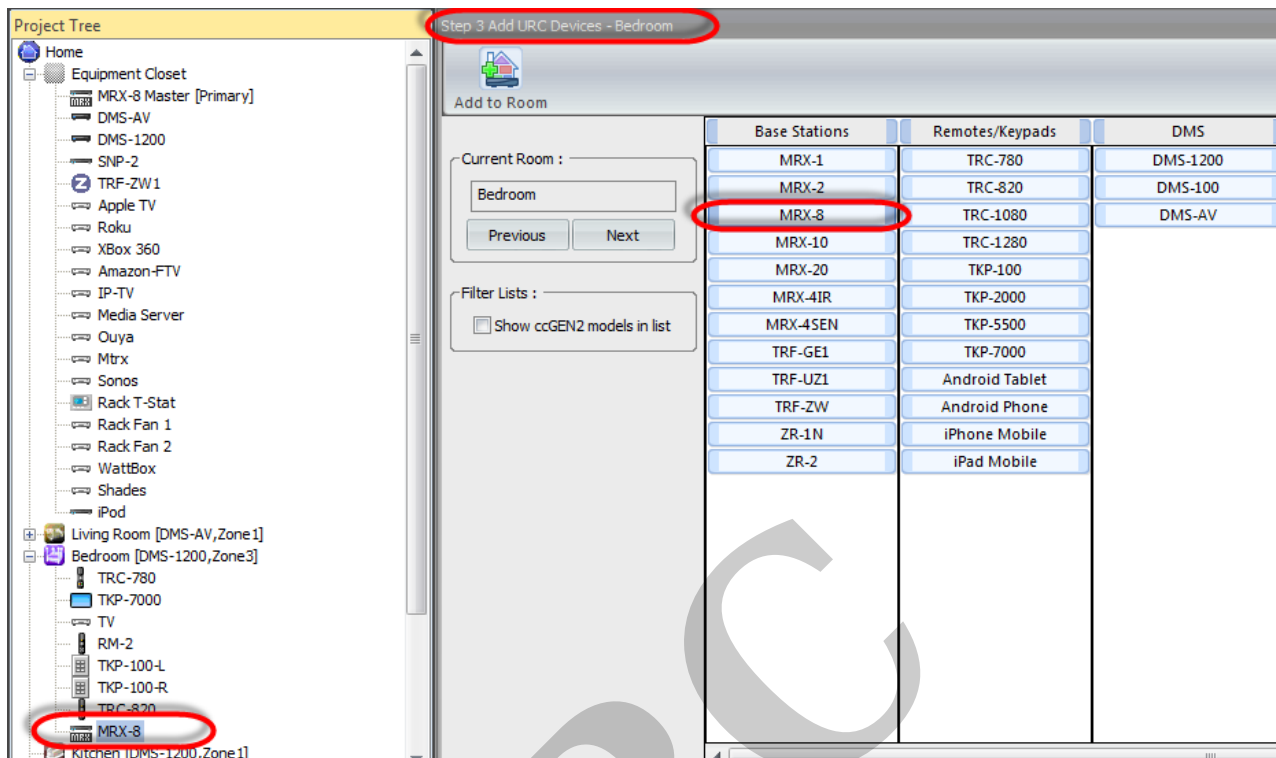 Project Tree
Home
Equipment Closet
MRX-8 Master [Primary]
DMS-AV
DMS-1200
SNP-2
TRF-ZW1
Apple TV
Roku
XBox 360
Amazon-FTV
IP-TV
Media Server
Ouya
Mtrx
Sonos
Rack T-Stat
Rack Fan 1
Rack Fan 2
WattBox
Shades
iPod
Living Room [DMS-AV,Zone1]
Bedroom [DMS-1200,Zone3]
TRC-780
TKP-7000
TV
RM-2
TKP-100-L
TKP-100-R
TRC-820
MRX-8
Kitchen [DMS-1200,Zone1]
Step 3 Add URC Devices - Bedroom
Add to Room
Current Room :
Bedroom
Previous Next
Filter Lists :
Show ccGEN2 models in list
Base Stations Remotes/Keypads DMS
MRX-1 TRC-780 DMS-1200
MRX-2 TRC-820 DMS-100
MRX-8 TRC-1080 DMS-AV
MRX-10 TRC-1280
MRX-20 TKP-100
MRX-4IR TKP-2000
MRX-4SEN TKP-5500
TRF-GE1 TKP-7000
TRF-UZ1 Android Tablet
TRF-ZW Android Phone
ZR-1N iPhone Mobile
ZR-2 iPad Mobile